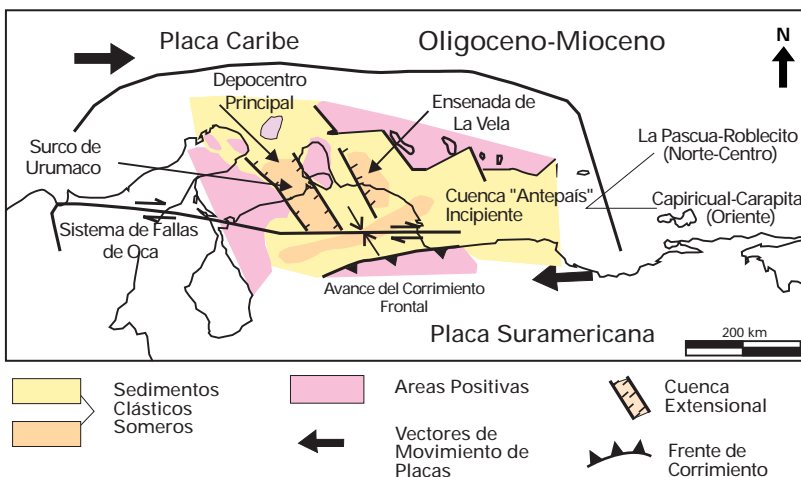 Placa Caribe
Oligoceno-Mioceno
N
Depocentro
Principal
Ensenada de
La Vela
Surco de
Urumaco
La Pascua-Roblecito
(Norte-Centro)
Cuenca "Antepaís"
Incipiente
Capiricual-Carapita
(Oriente)
Sistema de Fallas
de Oca
Avance del Corrimiento
Frontal
Placa Suramericana
200 km
Sedimentos
Clásticos
Someros
Areas Positivas
Vectores de
Movimiento de
Placas
Cuenca
Extensional
Frente de
Corrimiento